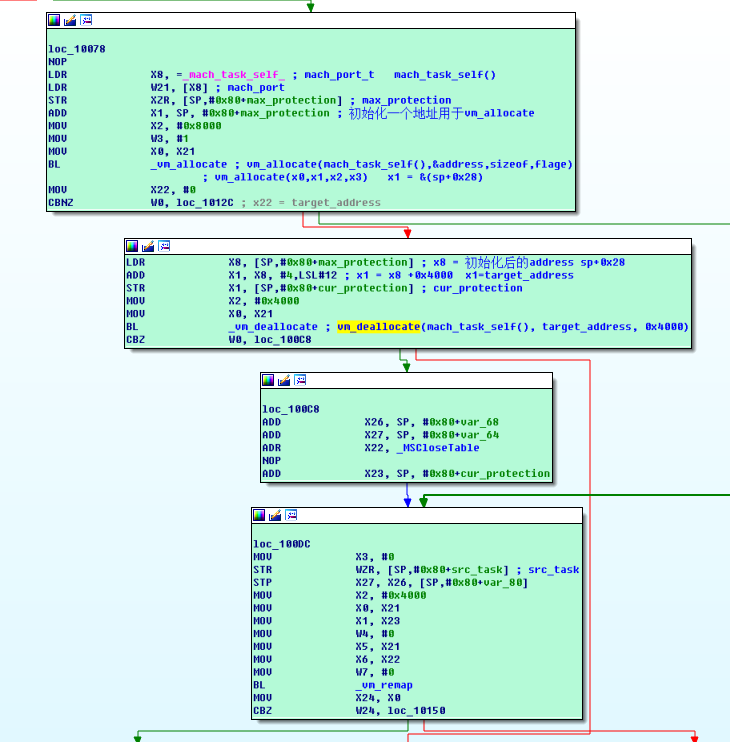 loc_10078
NOP
LDR X8, =_mach_task_self_ ; mach_port_t mach_task_self()
LDR W21, [X8] ; mach_port
STR XZR, [SP,#0x80+max_protection] ; max_protection
ADD X1, SP, #0x80+max_protection ; 初始化一个地址用于vm_allocate
MOV X2, #0x8000
MOV W3, #1
MOV X0, X21
BL _vm_allocate ; vm_allocate(mach_task_self(),&address,sizeof,flage)
; vm_allocate(x0,x1,x2,x3) x1 = &(sp+0x28)
MOV X22, #0
CBNZ W0, loc_1012C ; x22 = target_address
LDR X8, [SP,#0x80+max_protection] ; x8 = 初始化后的address sp+0x28
ADD X1, X8, #4,LSL#12 ; x1 = x8 +0x4000 x1=target_address
STR X1, [SP,#0x80+cur_protection] ; cur_protection
MOV X2, #0x4000
MOV X0, X21
BL _vm_deallocate ; vm_deallocate(mach_task_self(), target_address, 0x4000)
CBZ W0, loc_100C8
loc_100C8
ADD X26, SP, #0x80+var_68
ADD X27, SP, #0x80+var_64
ADR X22, _MSCloseTable
NOP
ADD X23, SP, #0x80+cur_protection
loc_100DC
MOV X3, #0
STR WZR, [SP,#0x80+src_task] ; src_task
STP X27, X26, [SP,#0x80+var_80]
MOV X2, #0x4000
MOV X0, X21
MOV X1, X23
MOV W4, #0
MOV X5, X21
MOV X6, X22
MOV W7, #0
BL _vm_remap
MOV X24, X0
CBZ W24, loc_10150